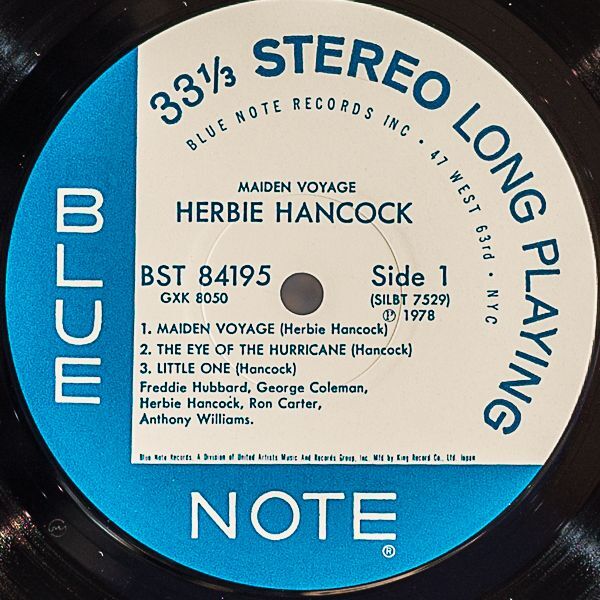 33⅓ STEREO LONG PLAYING
BLUE NOTE RECORDS INC • 47 WEST 63rd • NYC
MAIDEN VOYAGE
HERBIE HANCOCK
BST 84195
GXK 8050
Side 1
(SILBT 7529)
℗ 1978
1. MAIDEN VOYAGE (Herbie Hancock)
2. THE EYE OF THE HURRICANE (Hancock)
3. LITTLE ONE (Hancock)
Freddie Hubbard, George Coleman,
Herbie Hancock, Ron Carter,
Anthony Williams.
Blue Note Records. A Division of United Artists Music And Records Group, Inc. Mfd by King Record Co., Ltd. Japan
BLUE
NOTE®